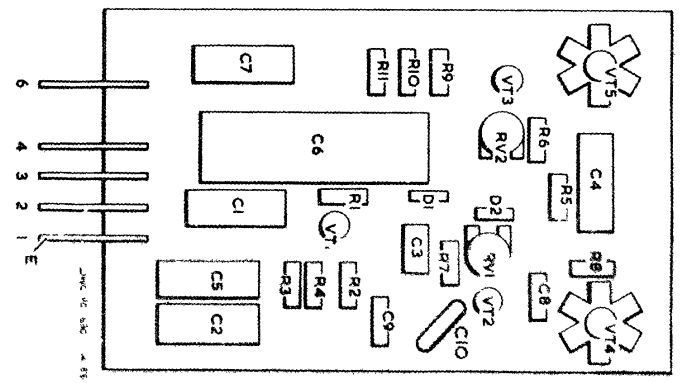 C7
R11
R10
R9
VT3
VT5
6
C6
RV2
R6
C4
4
3
C1
R1
D1
D2
R5
2
VT1
C3
R7
RV1
R8
1
E
C5
R3
R4
R2
VT2
C8
C2
C9
C10
VT4